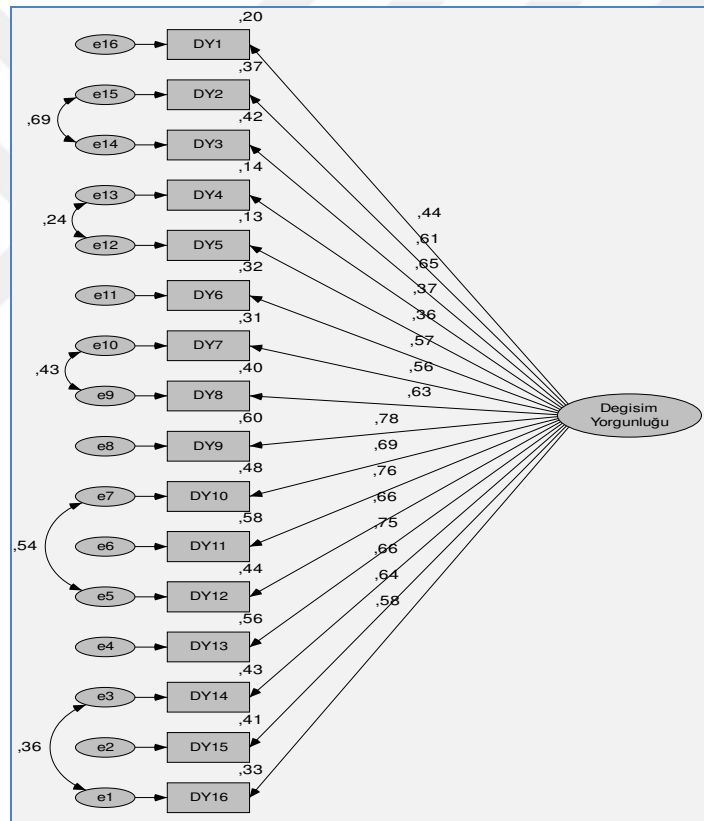 ,20
e16
DY1
,37
e15
DY2
,42
,69
e14
DY3
,14
e13
DY4
,13
,24
e12
DY5
,32
e11
DY6
,31
e10
DY7
,40
,43
e9
DY8
,60
e8
DY9
,48
e7
DY10
,58
,54
e6
DY11
,44
e5
DY12
,56
e4
DY13
,43
e3
DY14
,41
,36
e2
DY15
,33
e1
DY16
,44
,61
,65
,37
,36
,57
,56
,63
,78
,69
,76
,66
,75
,66
,64
,58
Degisim
Yorgunluğu